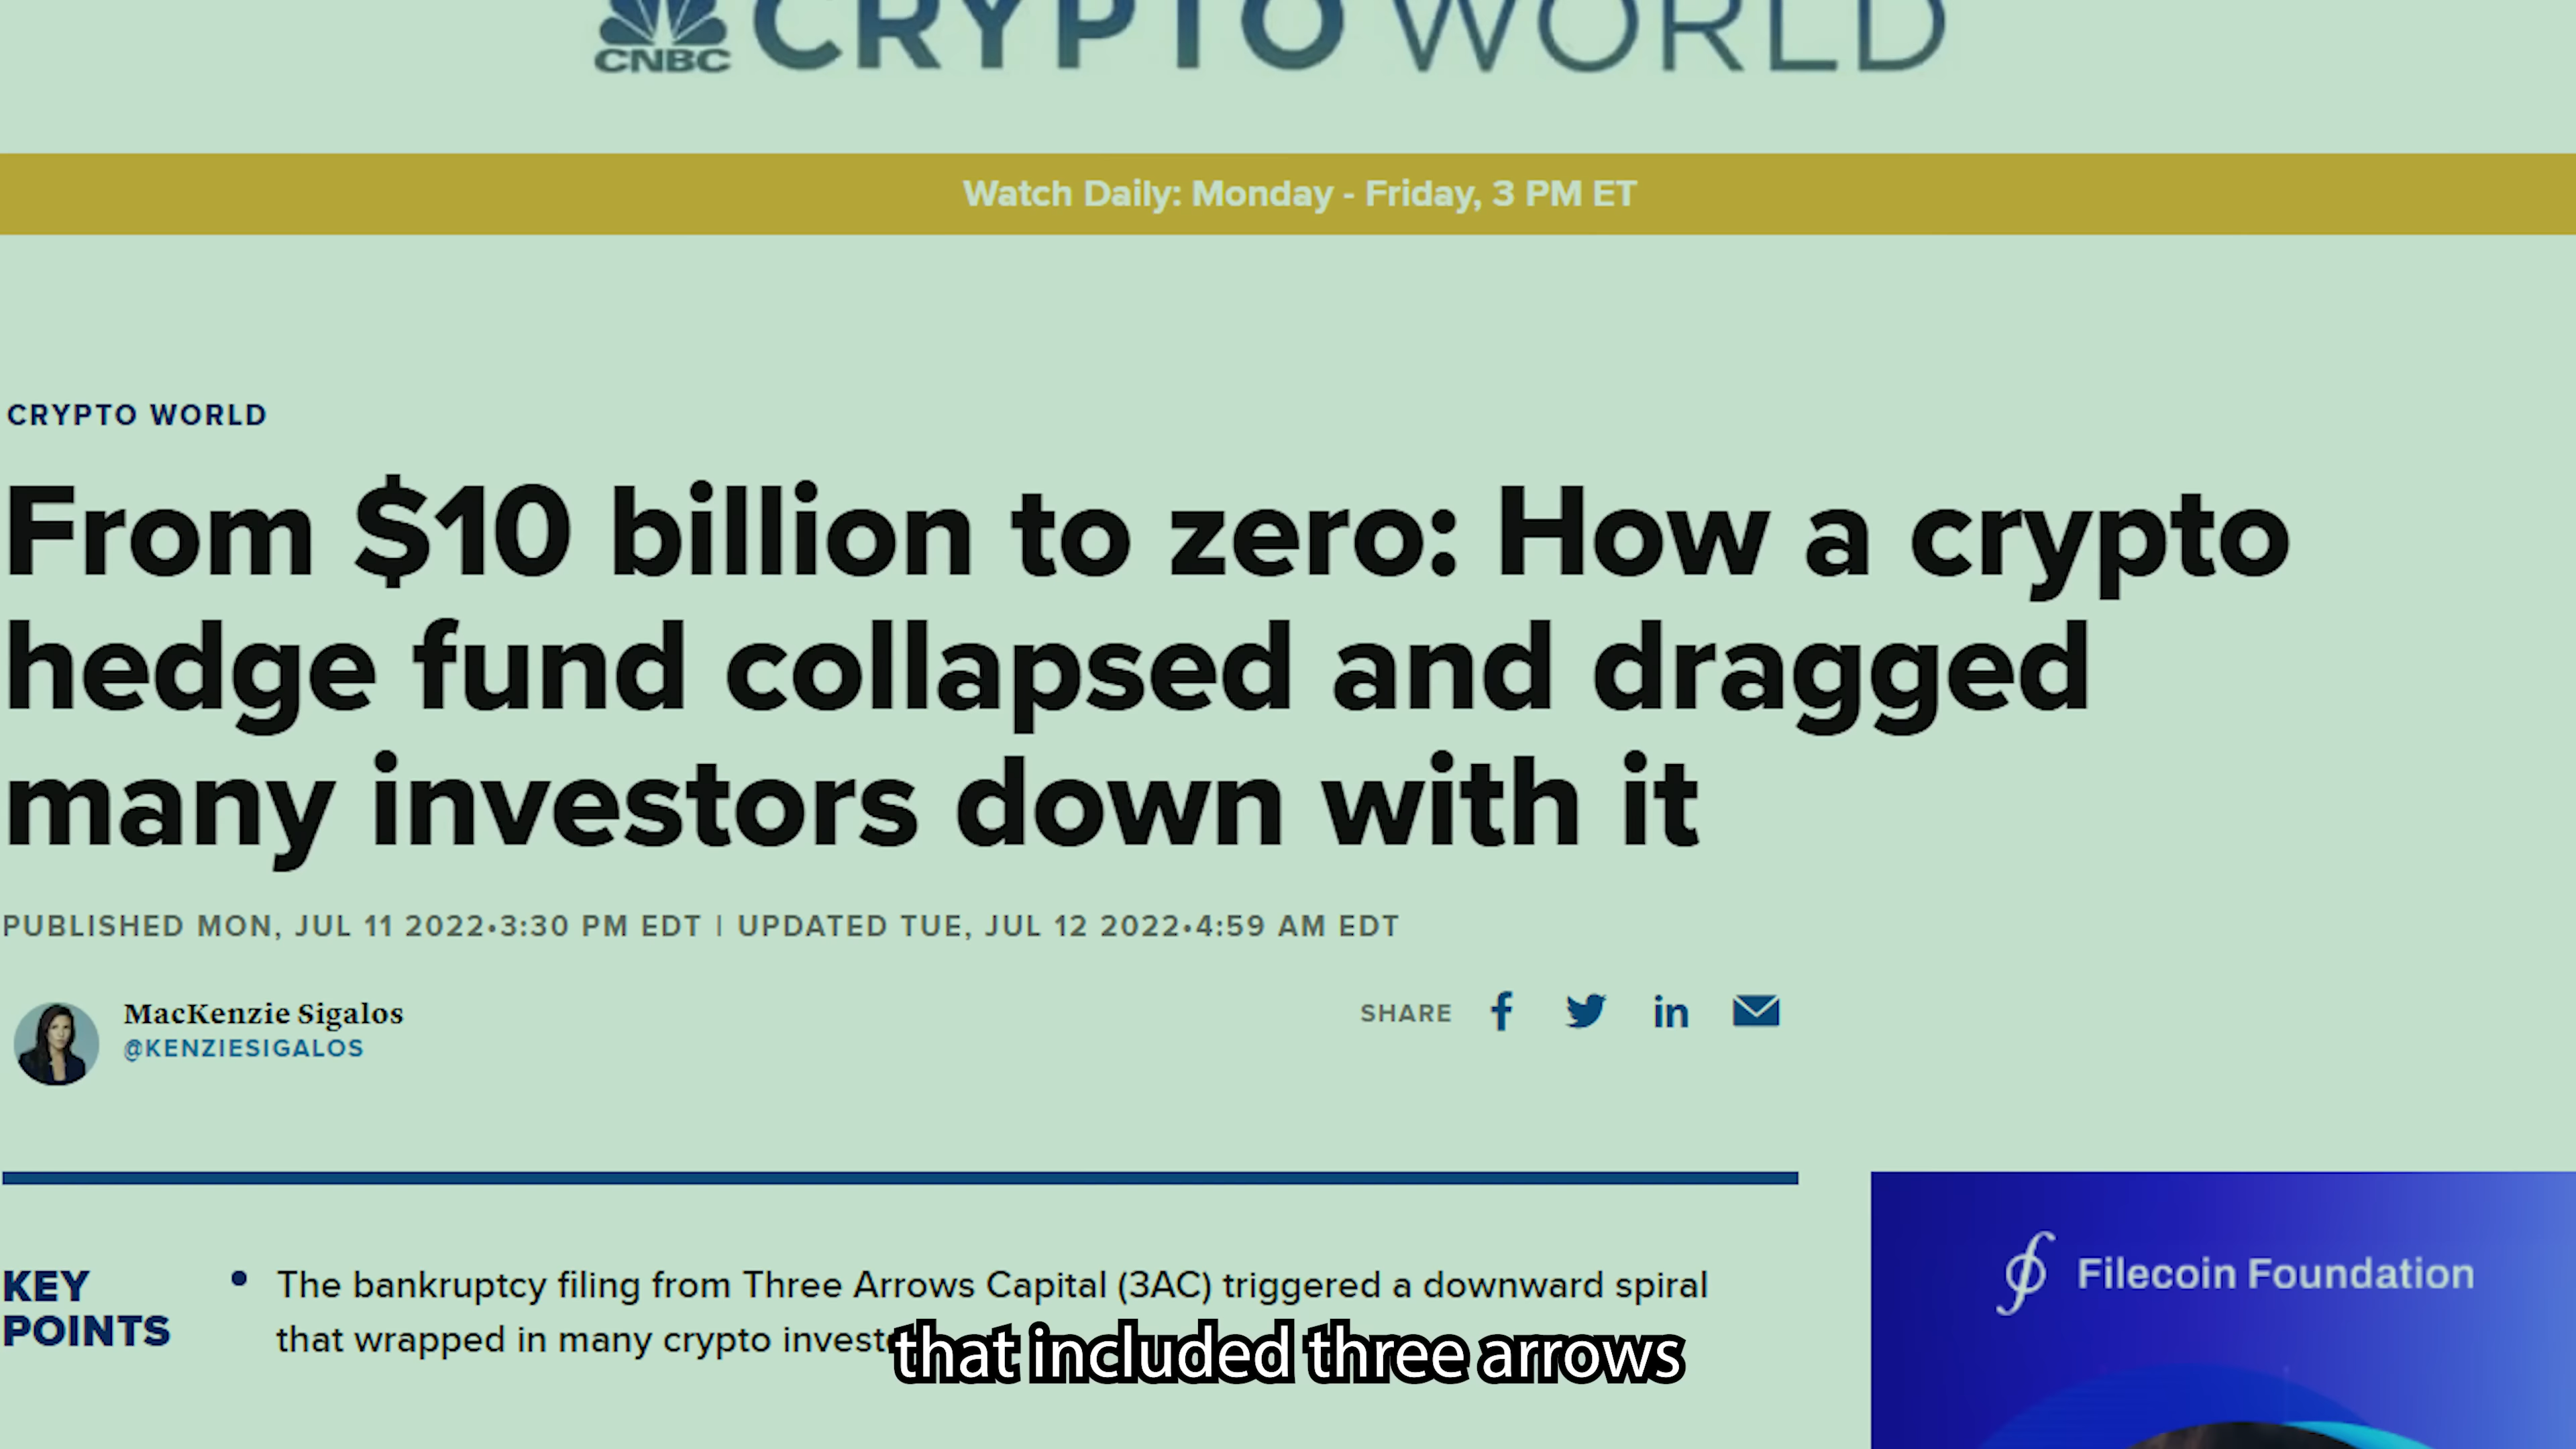 CNBC CRYPTO WORLD
Watch Daily: Monday - Friday, 3 PM ET
CRYPTO WORLD
From $10 billion to zero: How a crypto
hedge fund collapsed and dragged
many investors down with it
PUBLISHED MON, JUL 11 2022•3:30 PM EDT | UPDATED TUE, JUL 12 2022•4:59 AM EDT
MacKenzie Sigalos
@KENZIESIGALOS
SHARE
KEY
POINTS
• The bankruptcy filing from Three Arrows Capital (3AC) triggered a downward spiral
that wrapped in many crypto
that included three arrows
Filecoin Foundation